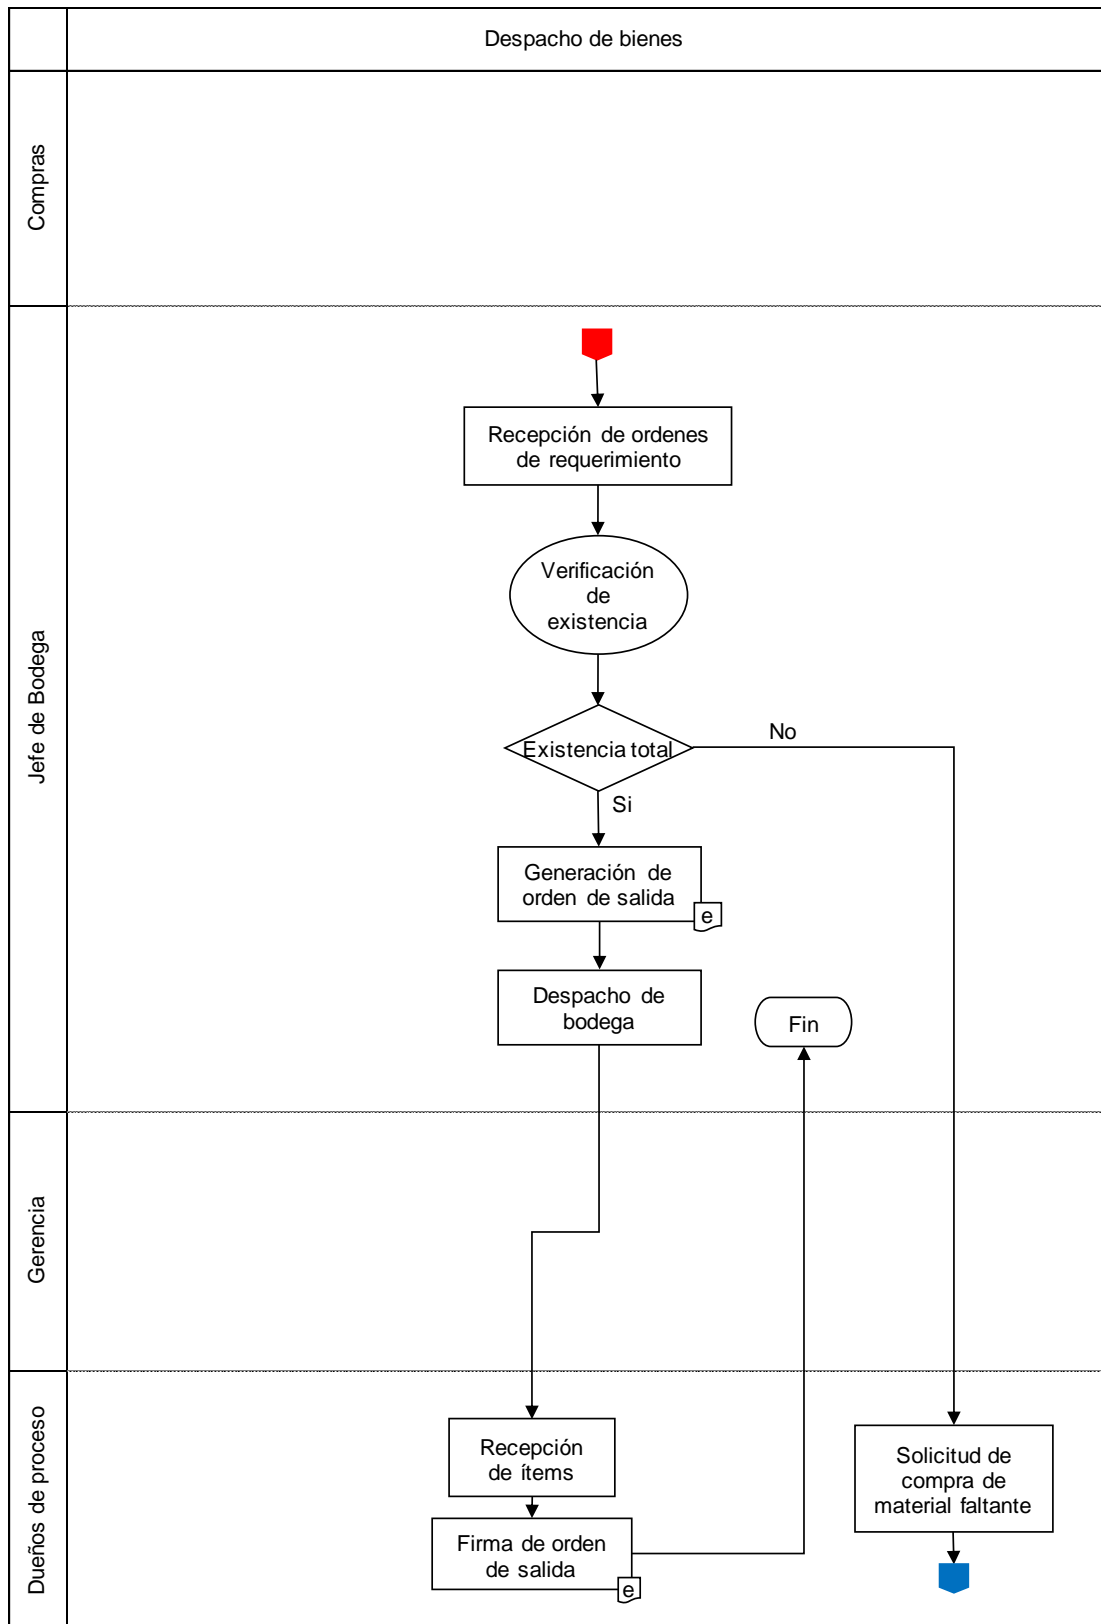 Despacho de bienes
Compras
Jefe de Bodega
Recepción de ordenes
de requerimiento
Verificación
de
existencia
Existencia total
No
Si
Generación de
orden de salida
e
Despacho de
bodega
Fin
Gerencia
Dueños de proceso
Recepción
de ítems
Firma de orden
de salida
e
Solicitud de
compra de
material faltante